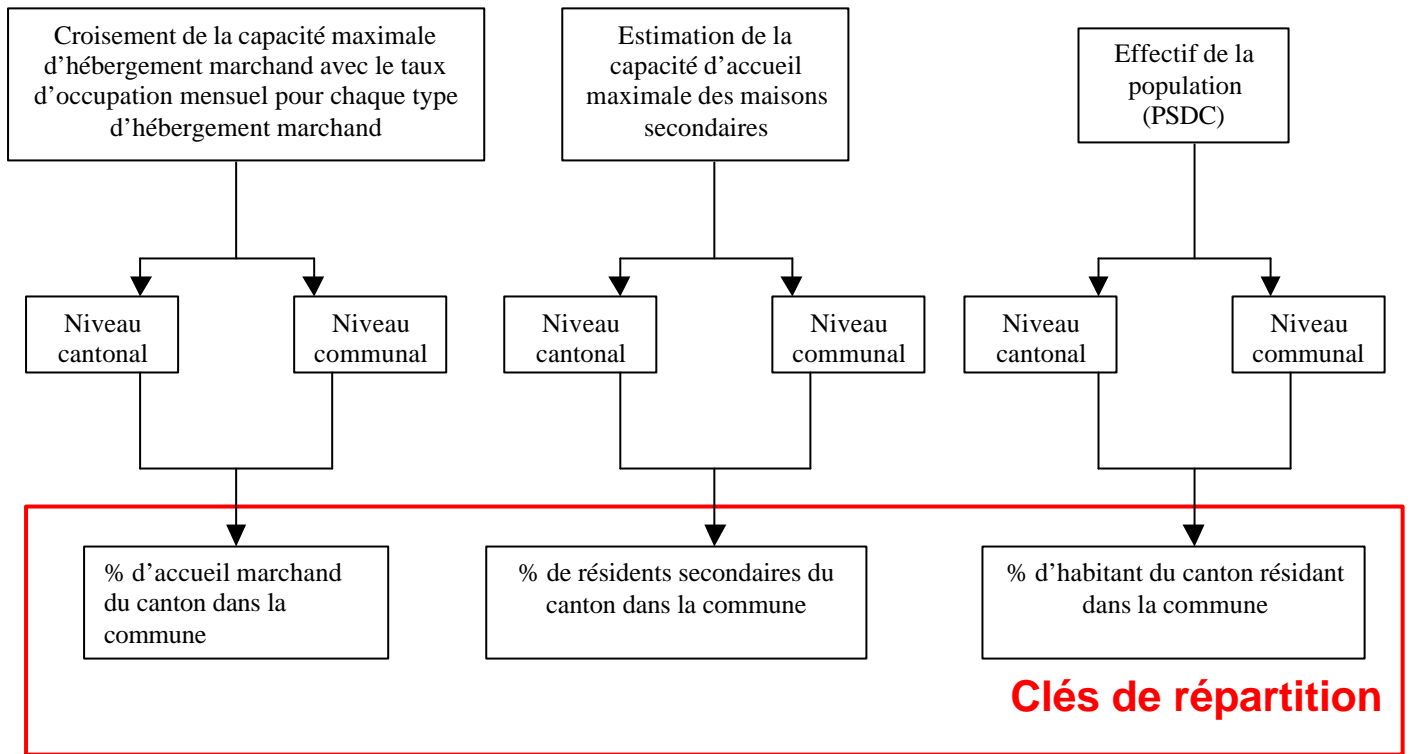 Croisement de la capacité maximale
d’hébergement marchand avec le taux
d’occupation mensuel pour chaque type
d’hébergement marchand
Estimation de la
capacité d’accueil
maximale des maisons
secondaires
Effectif de la
population
(PSDC)
Niveau
cantonal
Niveau
communal
Niveau
cantonal
Niveau
communal
Niveau
cantonal
Niveau
communal
% d’accueil marchand
du canton dans la
commune
% de résidents secondaires du
canton dans la commune
% d’habitant du canton résidant
dans la commune
Clés de répartition